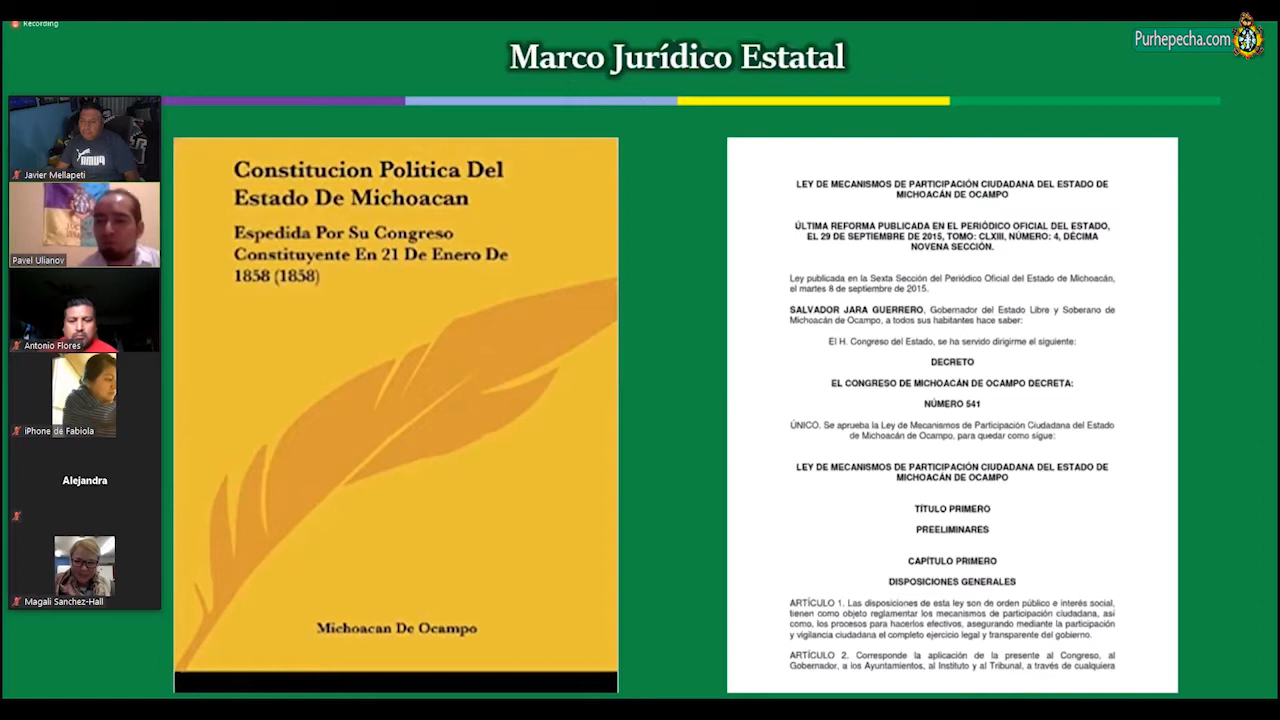 Recording
Purhepecha.com
Marco Jurídico Estatal
Javier Mellapeti
Pavel Ulianov
Antonio Flores
iPhone de Fabiola
Alejandra
Magali Sanchez-Hall
Constitucion Politica Del
Estado De Michoacan
Espedida Por Su Congreso
Constituyente En 21 De Enero De
1858 (1858)
Michoacan De Ocampo
LEY DE MECANISMOS DE PARTICIPACIÓN CIUDADANA DEL ESTADO DE
MICHOACÁN DE OCAMPO
ÚLTIMA REFORMA PUBLICADA EN EL PERIÓDICO OFICIAL DEL ESTADO,
EL 29 DE SEPTIEMBRE DE 2015, TOMO: CLXIII, NÚMERO: 4, DÉCIMA
NOVENA SECCIÓN.
Ley publicada en la Sexta Sección del Periódico Oficial del Estado de Michoacán,
el martes 8 de septiembre de 2015.
SALVADOR JARA GUERRERO, Gobernador del Estado Libre y Soberano de
Michoacán de Ocampo, a todos sus habitantes hace saber:
El H. Congreso del Estado, se ha servido dirigirme el siguiente:
DECRETO
EL CONGRESO DE MICHOACÁN DE OCAMPO DECRETA:
NÚMERO 541
ÚNICO. Se aprueba la Ley de Mecanismos de Participación Ciudadana del Estado
de Michoacán de Ocampo, para quedar como sigue:
LEY DE MECANISMOS DE PARTICIPACIÓN CIUDADANA DEL ESTADO DE
MICHOACÁN DE OCAMPO
TÍTULO PRIMERO
PREELIMINARES
CAPÍTULO PRIMERO
DISPOSICIONES GENERALES
ARTÍCULO 1. Las disposiciones de esta ley son de orden público e interés social,
tienen como objeto reglamentar los mecanismos de participación ciudadana, así
como, los procesos para hacerlos efectivos, asegurando mediante la participación
y vigilancia ciudadana el completo ejercicio legal y transparente del gobierno.
ARTÍCULO 2. Corresponde la aplicación de la presente al Congreso, al
Gobernador, a los Ayuntamientos, al Instituto y al Tribunal, a través de cualquiera